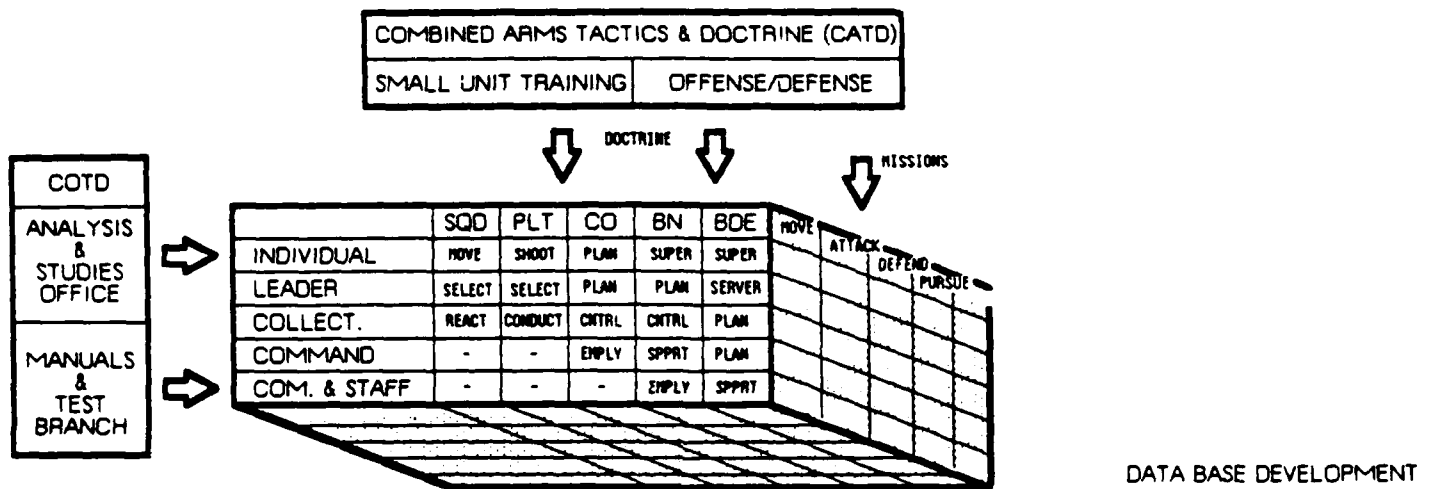 COMBINED ARMS TACTICS & DOCTRINE (CATD)
SMALL UNIT TRAINING OFFENSE/DEFENSE
DOCTRINE
MISSIONS
COTD
ANALYSIS
&
STUDIES
OFFICE
MANUALS
&
TEST
BRANCH
SQD PLT CO BN BDE
INDIVIDUAL MOVE SHOOT PLAN SUPER SUPER
LEADER SELECT SELECT PLAN PLAN SERVER
COLLECT. REACT CONDUCT CNTRL CNTRL PLAN
COMMAND - - EMPLY SPPRT PLAN
COM. & STAFF - - - EMPLY SPPRT
MOVE
ATTACK
DEFEND
PURSUE
DATA BASE DEVELOPMENT